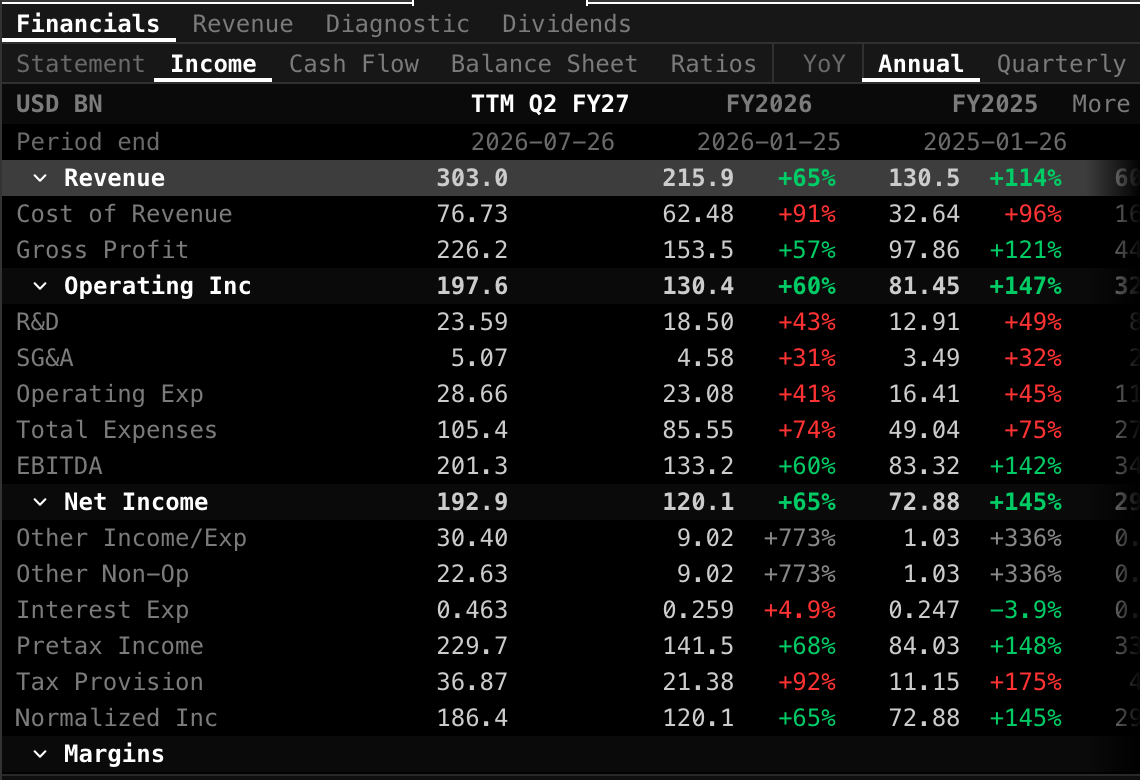 Financials Revenue Diagnostic Dividends
Statement Income Cash Flow Balance Sheet Ratios YoY Annual Quarterly
USD BN TTM Q2 FY27 FY2026 FY2025 More
Period end 2026-07-26 2026-01-25 2025-01-26
Revenue 303.0 215.9 +65% 130.5 +114%
Cost of Revenue 76.73 62.48 +91% 32.64 +96%
Gross Profit 226.2 153.5 +57% 97.86 +121%
Operating Inc 197.6 130.4 +60% 81.45 +147%
R&D 23.59 18.50 +43% 12.91 +49%
SG&A 5.07 4.58 +31% 3.49 +32%
Operating Exp 28.66 23.08 +41% 16.41 +45%
Total Expenses 105.4 85.55 +74% 49.04 +75%
EBITDA 201.3 133.2 +60% 83.32 +142%
Net Income 192.9 120.1 +65% 72.88 +145%
Other Income/Exp 30.40 9.02 +773% 1.03 +336%
Other Non-Op 22.63 9.02 +773% 1.03 +336%
Interest Exp 0.463 0.259 +4.9% 0.247 -3.9%
Pretax Income 229.7 141.5 +68% 84.03 +148%
Tax Provision 36.87 21.38 +92% 11.15 +175%
Normalized Inc 186.4 120.1 +65% 72.88 +145%
Margins